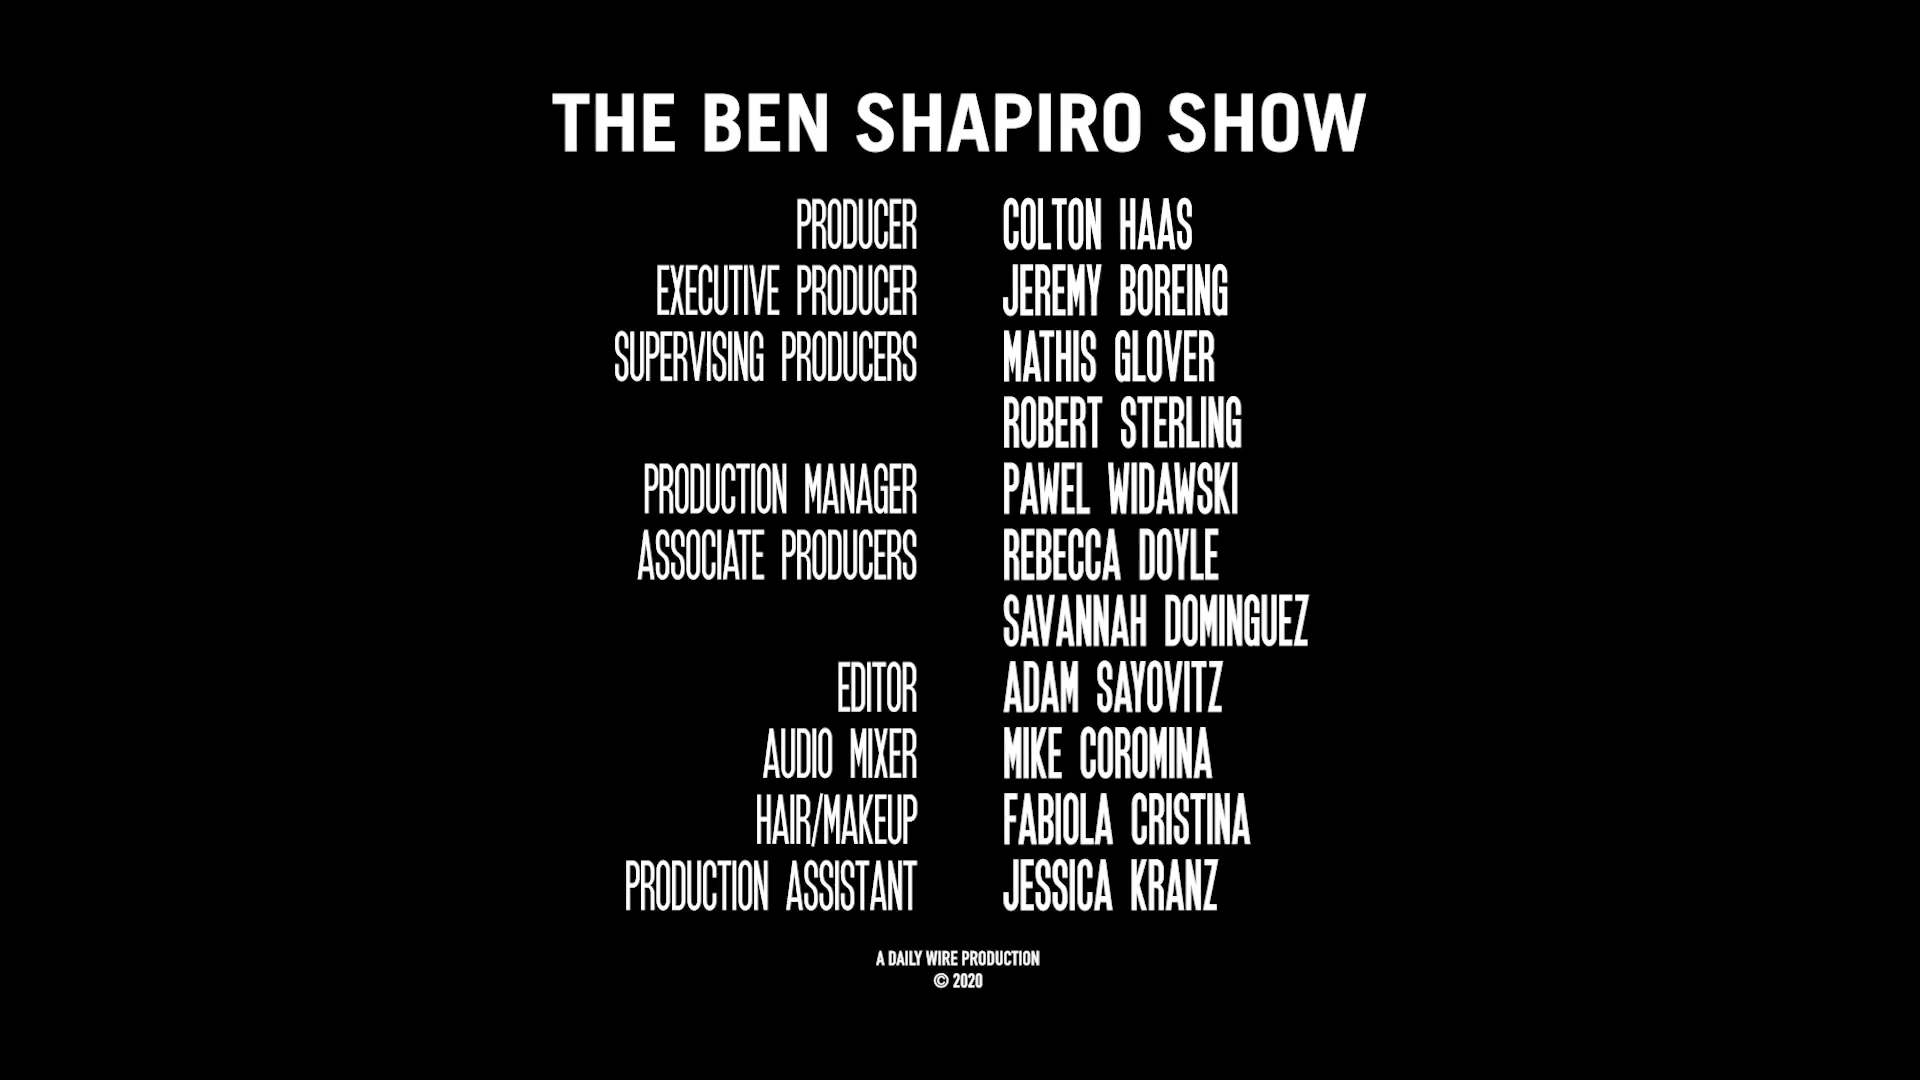 THE BEN SHAPIRO SHOW
PRODUCER COLTON HAAS
EXECUTIVE PRODUCER JEREMY BOREING
SUPERVISING PRODUCERS MATHIS GLOVER
ROBERT STERLING
PRODUCTION MANAGER PAWEL WIDAWSKI
ASSOCIATE PRODUCERS REBECCA DOYLE
SAVANNAH DOMINGUEZ
EDITOR ADAM SAYOVITZ
AUDIO MIXER MIKE COROMINA
HAIR/MAKEUP FABIOLA CRISTINA
PRODUCTION ASSISTANT JESSICA KRANZ
A DAILY WIRE PRODUCTION
© 2020